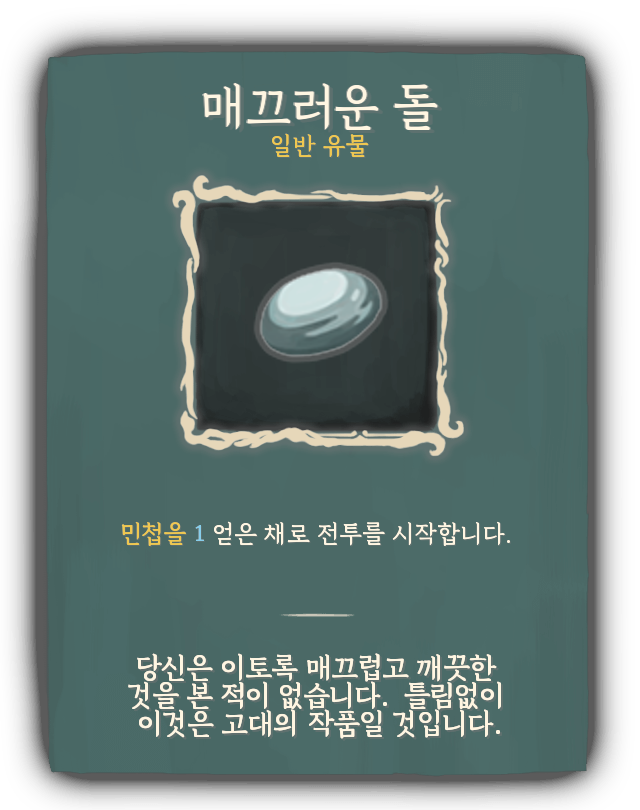 매끄러운 돌
일반 유물
민첩을 1 얻은 채로 전투를 시작합니다.
당신은 이토록 매끄럽고 깨끗한
것을 본 적이 없습니다. 틀림없이
이것은 고대의 작품일 것입니다.